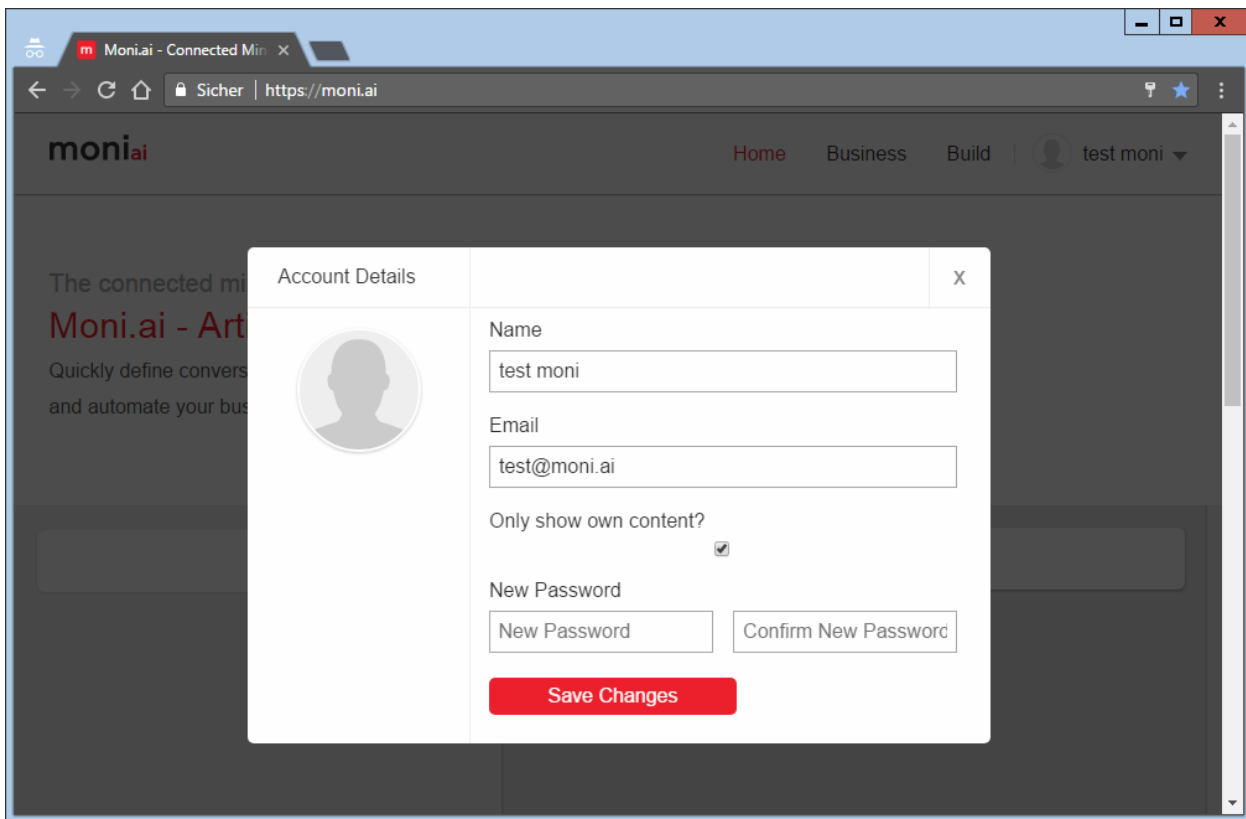 m Moni.ai - Connected Min X
Sicher | https://moni.ai
moniai
Home Business Build test moni
The connected mi
Moni.ai - Art
Quickly define convers
and automate your bus
Account Details X
Name
test moni
Email
test@moni.ai
Only show own content?
New Password
New Password Confirm New Password
Save Changes